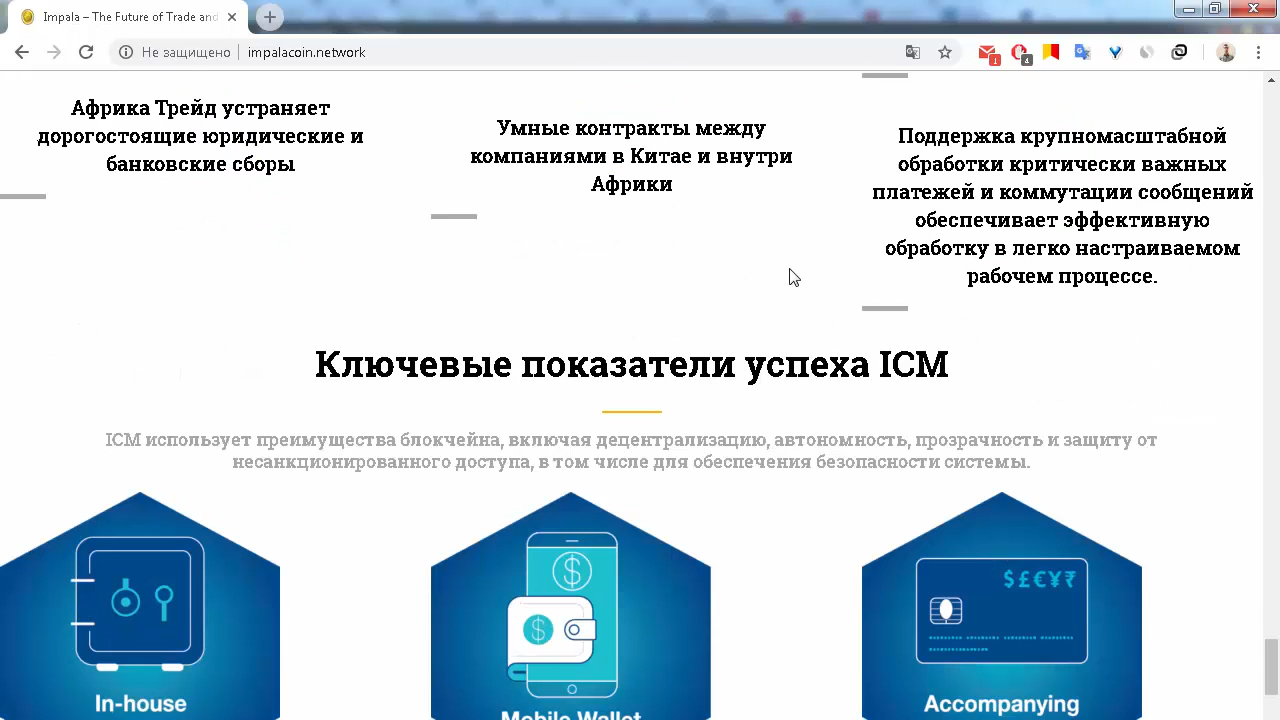 Impala – The Future of Trade and
Не защищено
impalacoin.network
1
4
Африка Трейд устраняет
дорогостоящие юридические и
банковские сборы
Умные контракты между
компаниями в Китае и внутри
Африки
Поддержка крупномасштабной
обработки критически важных
платежей и коммутации сообщений
обеспечивает эффективную
обработку в легко настраиваемом
рабочем процессе.
Ключевые показатели успеха ICM
ICM использует преимущества блокчейна, включая децентрализацию, автономность, прозрачность и защиту от
несанкционированного доступа, в том числе для обеспечения безопасности системы.
In-house
$
$
Mobile Wallet
$£€¥₹
Accompanying